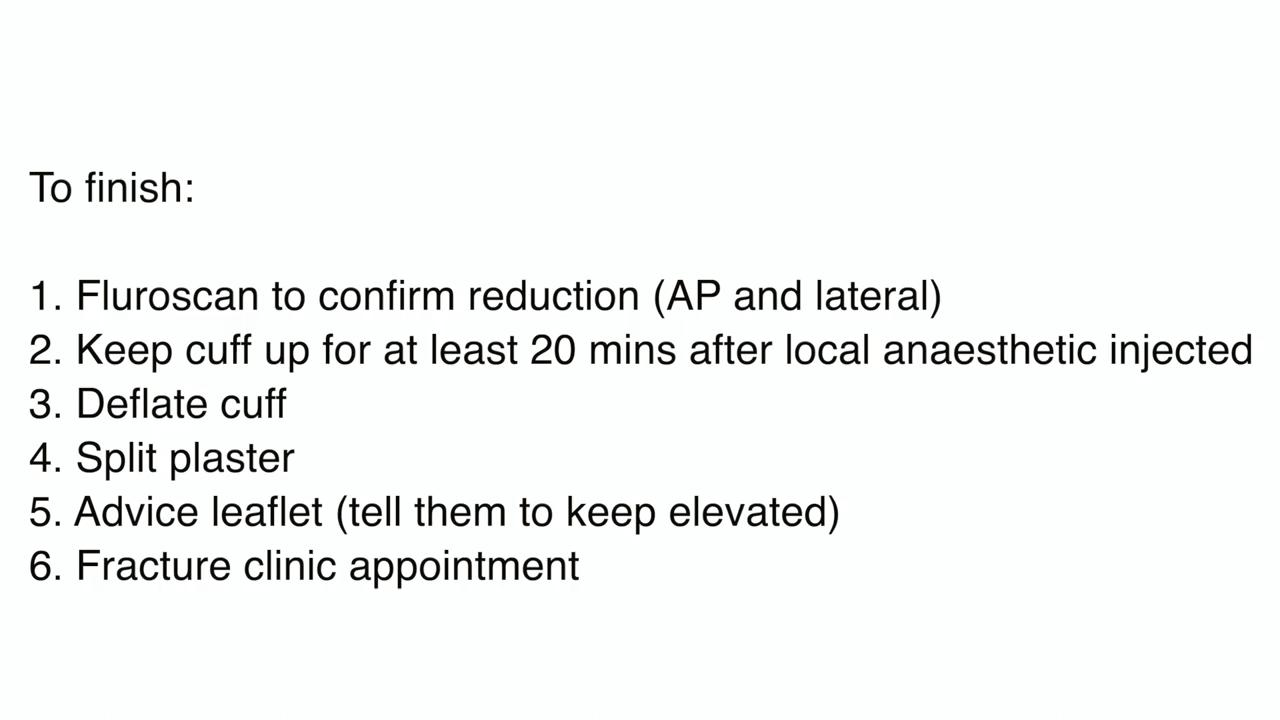 To finish:
1. Fluroscan to confirm reduction (AP and lateral)
2. Keep cuff up for at least 20 mins after local anaesthetic injected
3. Deflate cuff
4. Split plaster
5. Advice leaflet (tell them to keep elevated)
6. Fracture clinic appointment